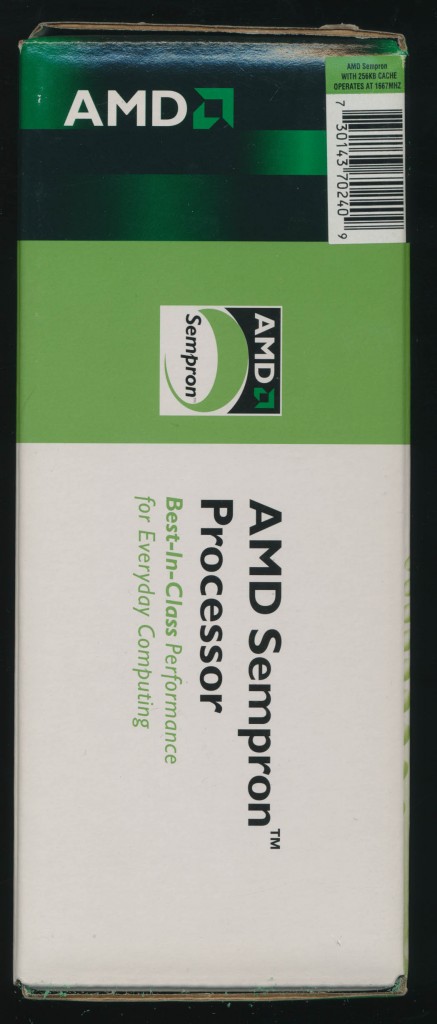 AMD
AMD Sempron
WITH 256KB CACHE
OPERATES AT 1667MHZ
7 30143 70240 9
AMD
Sempron™
AMD Sempron™
Processor
Best-In-Class Performance
for Everyday Computing